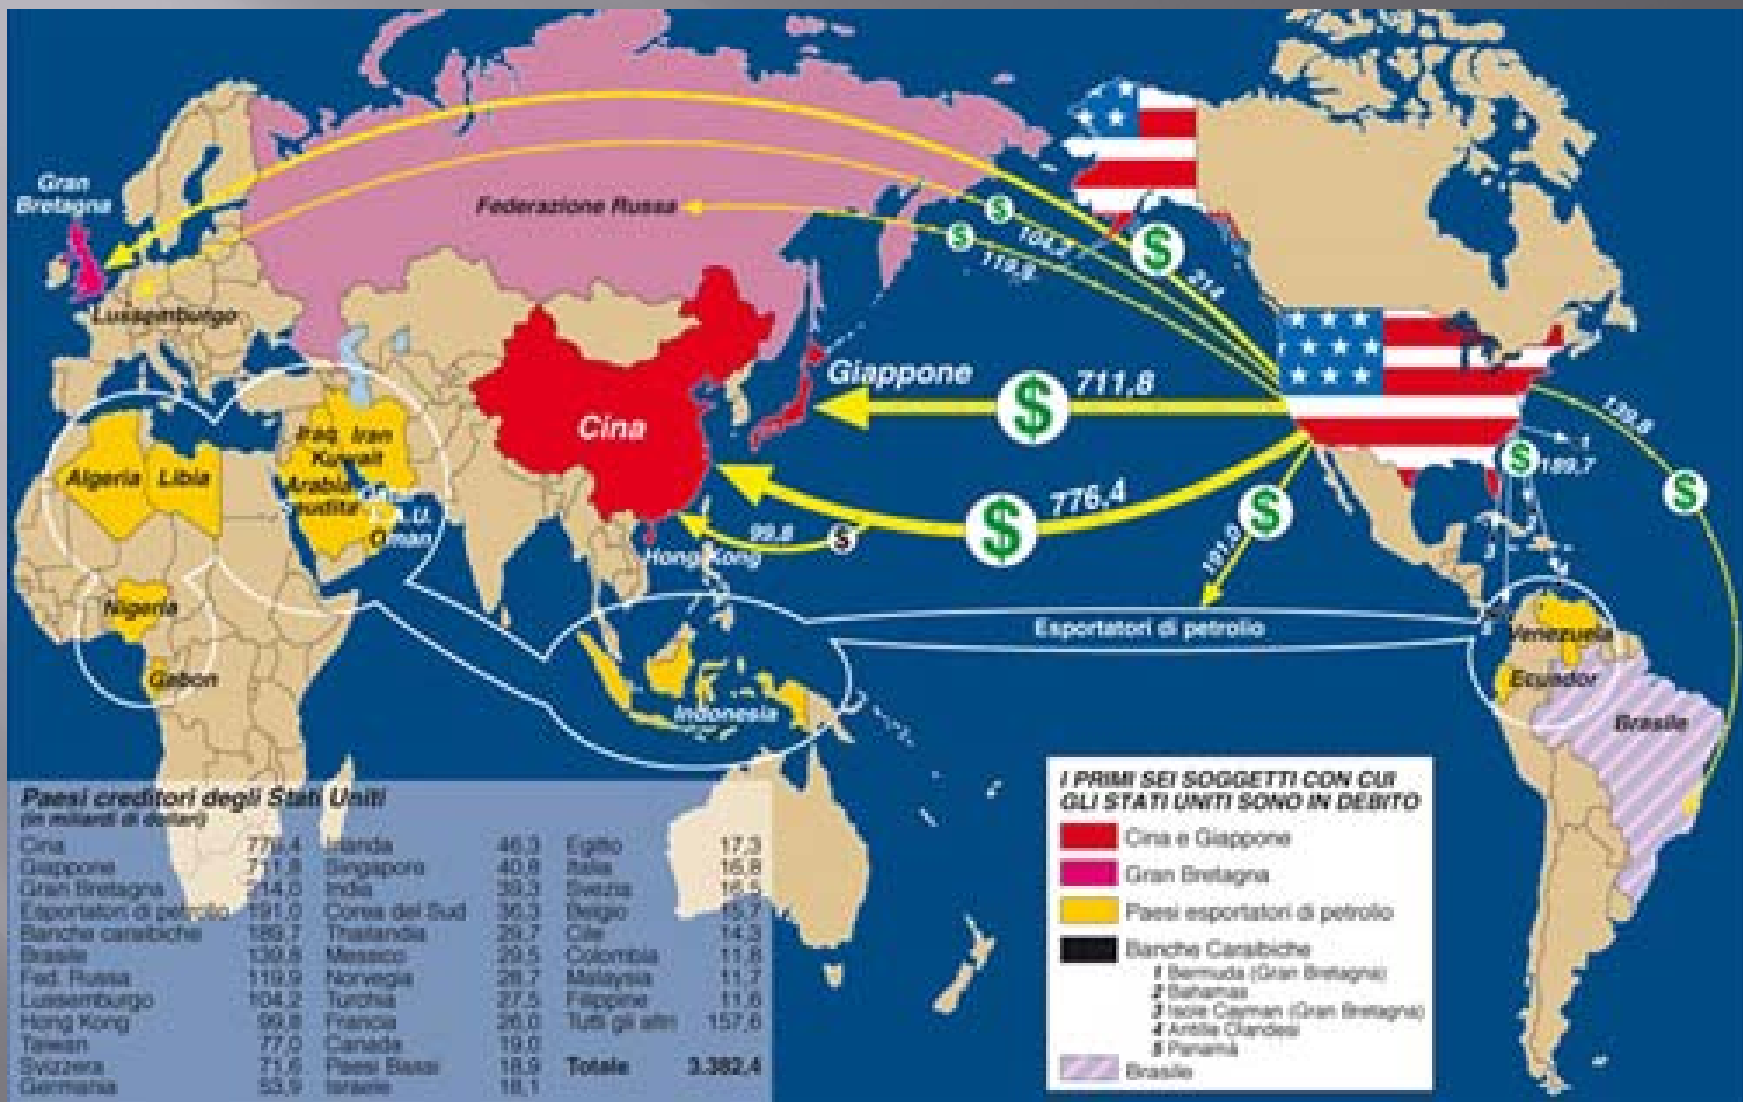 Gran
Bretagna
Lussemburgo
Federazione Russa
104,2
119,9
214
Giappone
711,8
Cina
776,4
99,8
Hong Kong
191,0
139,8
189,7
1
Algeria
Libia
Iraq Iran
Kuwait
Arabia
Saudita
E.A.U.
Oman
Nigeria
Gabon
Indonesia
Esportatori di petrolio
Venezuela
Ecuador
Brasile
Paesi creditori degli Stati Uniti
(in miliardi di dollari)
Cina 776,4 Irlanda 46,3 Egitto 17,3
Giappone 711,8 Singapore 40,8 Italia 16,8
Gran Bretagna 214,0 India 39,3 Svezia
Esportatori di petrolio 191,0 Corea del Sud 36,3 Belgio 15,7
Banche caraibiche 189,7 Thailandia 29,7 Cile 14,3
Brasile 139,8 Messico 29,5 Colombia 11,8
Fed. Russa 119,9 Norvegia 28,7 Malaysia 11,7
Lussemburgo 104,2 Turchia 27,5 Filippine 11,6
Hong Kong 99,8 Francia 26,0 Tutti gli altri 157,6
Taiwan 77,0 Canada 19,0
Svizzera 71,6 Paesi Bassi 18,9 Totale 3.382,4
Germania 53,9 Israele 18,1
I PRIMI SEI SOGGETTI CON CUI
GLI STATI UNITI SONO IN DEBITO
Cina e Giappone
Gran Bretagna
Paesi esportatori di petrolio
Banche Caraibiche
1 Bermuda (Gran Bretagna)
2 Bahamas
3 Isole Cayman (Gran Bretagna)
4 Antille Olandesi
5 Panamá
Brasile